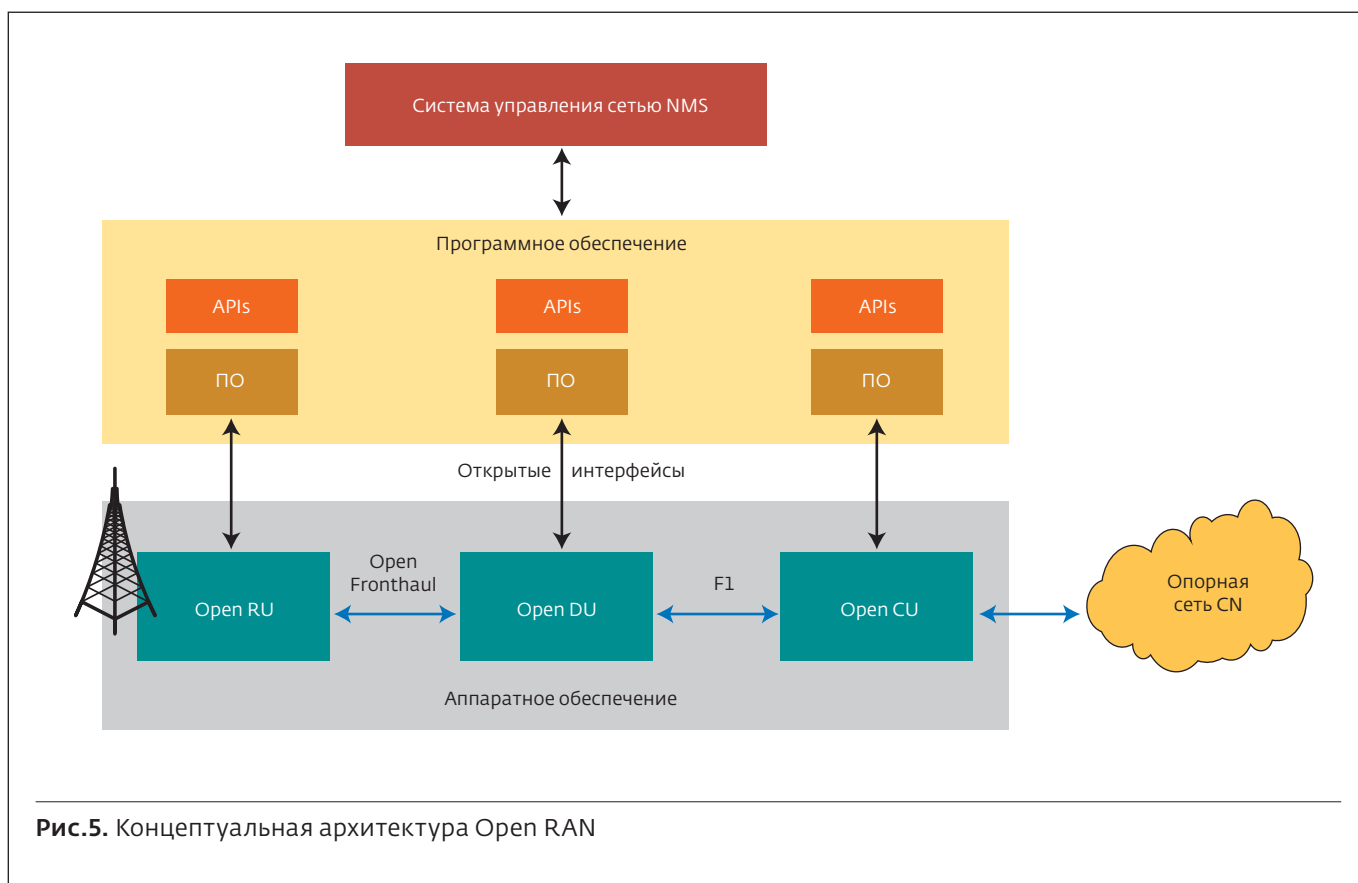 Система управления сетью NMS
Программное обеспечение
APIs
APIs
APIs
ПО
ПО
ПО
Открытые интерфейсы
Open
Fronthaul
F1
Open RU
Open DU
Open CU
Опорная
сеть CN
Аппаратное обеспечение
Рис.5. Концептуальная архитектура Open RAN